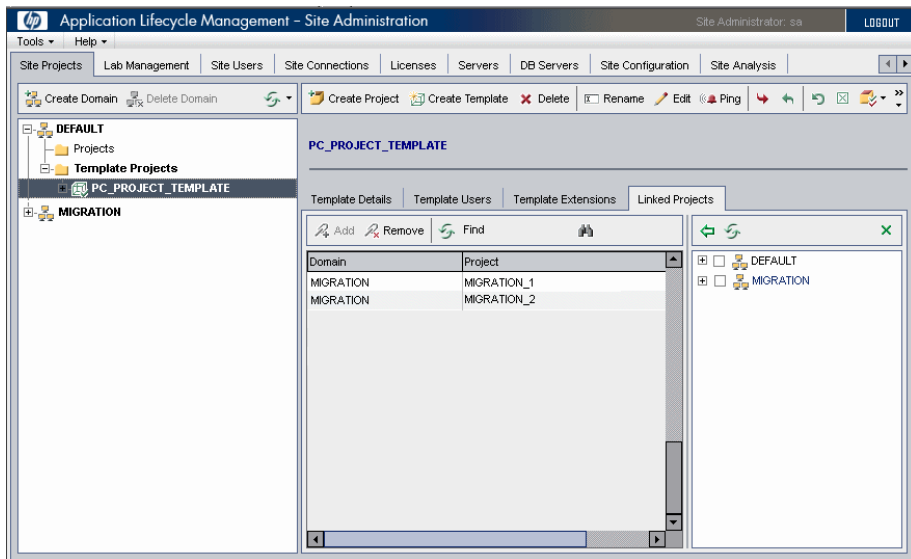 hp Application Lifecycle Management - Site Administration Site Administrator: sa LOGOUT
Tools Help
Site Projects Lab Management Site Users Site Connections Licenses Servers DB Servers Site Configuration Site Analysis
Create Domain Delete Domain Create Project Create Template Delete Rename Edit Ping
DEFAULT
Projects
Template Projects
PC_PROJECT_TEMPLATE
MIGRATION
PC_PROJECT_TEMPLATE
Template Details Template Users Template Extensions Linked Projects
Add Remove Find
Domain Project
MIGRATION MIGRATION_1
MIGRATION MIGRATION_2
DEFAULT
MIGRATION